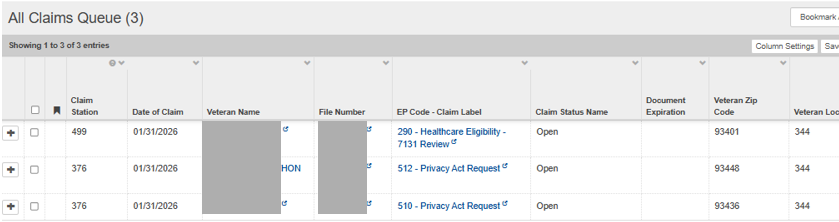 All Claims Queue (3)
Bookmark
Showing 1 to 3 of 3 entries
Column Settings
Claim Station
Date of Claim
Veteran Name
File Number
EP Code - Claim Label
Claim Status Name
Document Expiration
Veteran Zip Code
Veteran
499 01/31/2026 290 - Healthcare Eligibility - Open 93401 344
7131 Review
376 01/31/2026 HON 512 - Privacy Act Request Open 93448 344
376 01/31/2026 510 - Privacy Act Request Open 93436 344